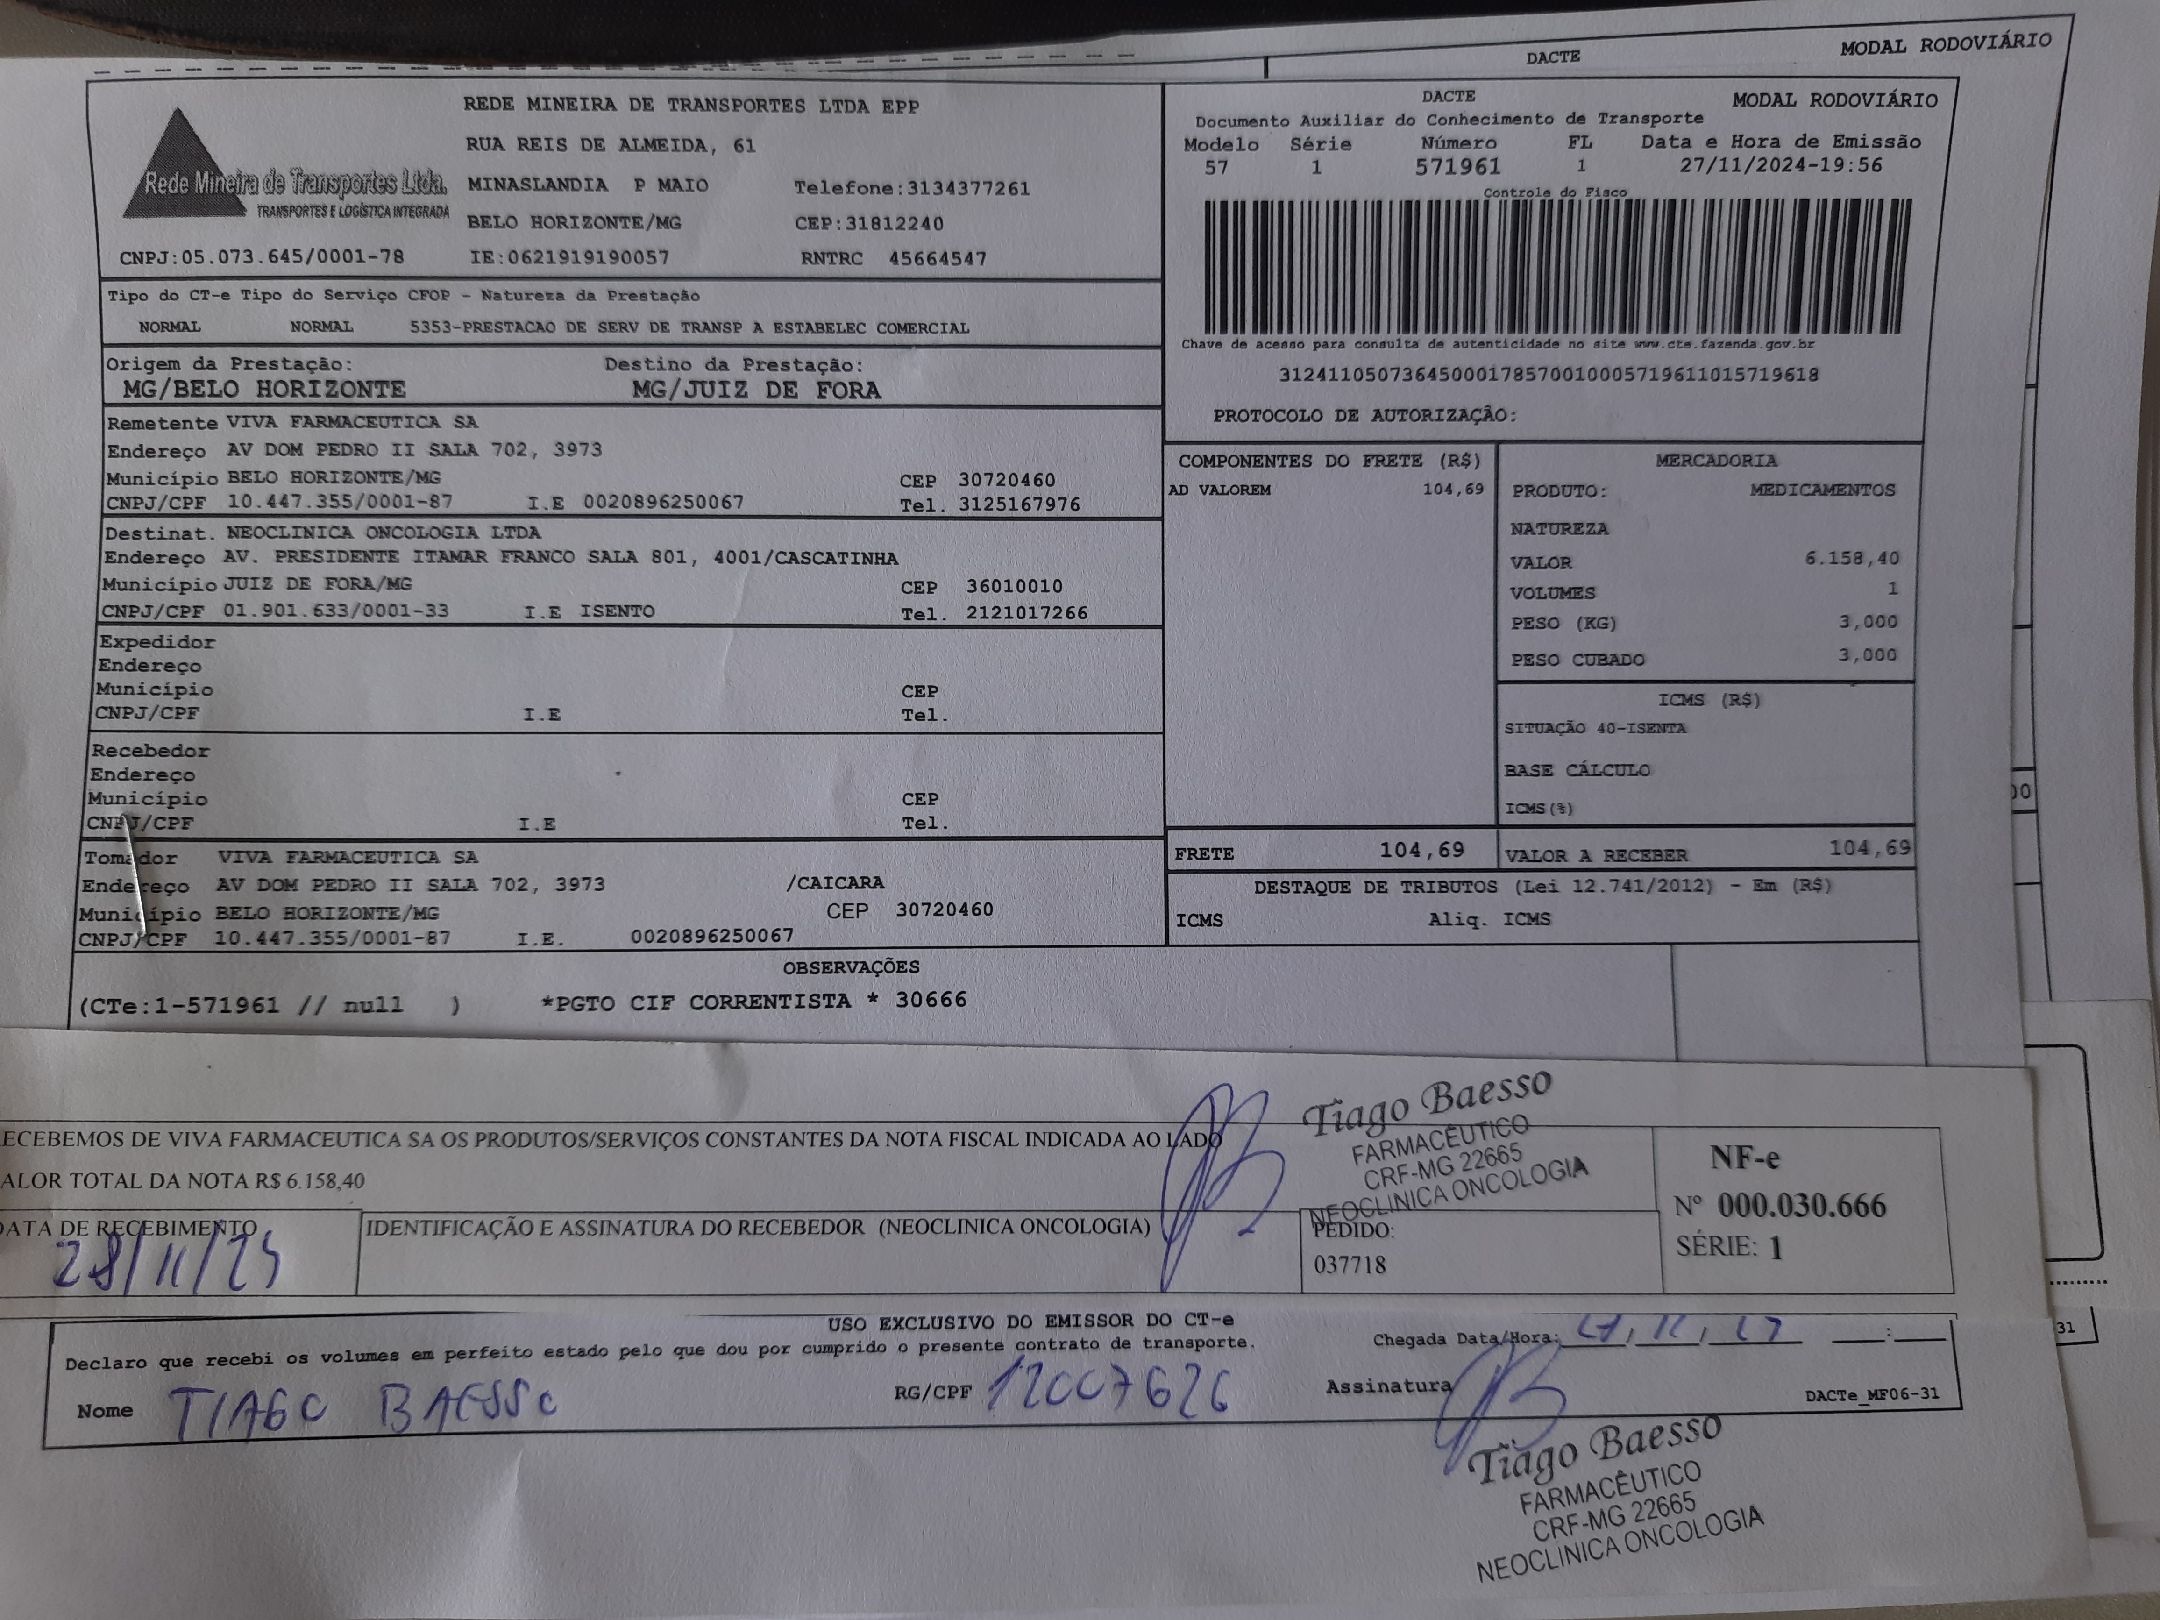 DACTE MODAL RODOVIÁRIO
REDE MINEIRA DE TRANSPORTES LTDA EPP
RUA REIS DE ALMEIDA, 61
Rede Mineira de Transportes Ltda.
TRANSPORTES E LOGÍSTICA INTEGRADA
MINASLANDIA P MAIO Telefone:3134377261
BELO HORIZONTE/MG CEP:31812240
CNPJ:05.073.645/0001-78 IE:0621919190057 RNTRC 45664547
DACTE MODAL RODOVIÁRIO
Documento Auxiliar do Conhecimento de Transporte
Modelo Série Número FL Data e Hora de Emissão
57 1 571961 1 27/11/2024-19:56
Controle do Fisco
Chave de acesso para consulta de autenticidade no site www.cte.fazenda.gov.br
31241105073645000178570010005719611015719618
PROTOCOLO DE AUTORIZAÇÃO:
Tipo do CT-e Tipo do Serviço CFOP - Natureza da Prestação
NORMAL NORMAL 5353-PRESTACAO DE SERV DE TRANSP A ESTABELEC COMERCIAL
Origem da Prestação: Destino da Prestação:
MG/BELO HORIZONTE MG/JUIZ DE FORA
Remetente VIVA FARMACEUTICA SA
Endereço AV DOM PEDRO II SALA 702, 3973
Município BELO HORIZONTE/MG CEP 30720460
CNPJ/CPF 10.447.355/0001-87 I.E 0020896250067 Tel. 3125167976
Destinat. NEOCLINICA ONCOLOGIA LTDA
Endereço AV. PRESIDENTE ITAMAR FRANCO SALA 801, 4001/CASCATINHA
Município JUIZ DE FORA/MG CEP 36010010
CNPJ/CPF 01.901.633/0001-33 I.E ISENTO Tel. 2121017266
Expedidor
Endereço
Município CEP
CNPJ/CPF I.E Tel.
Recebedor
Endereço
Município CEP
CNPJ/CPF I.E Tel.
Tomador VIVA FARMACEUTICA SA
Endereço AV DOM PEDRO II SALA 702, 3973 /CAICARA
Município BELO HORIZONTE/MG CEP 30720460
CNPJ/CPF 10.447.355/0001-87 I.E. 0020896250067
COMPONENTES DO FRETE (R$)
AD VALOREM 104,69
MERCADORIA
PRODUTO: MEDICAMENTOS
NATUREZA
VALOR 6.158,40
VOLUMES 1
PESO (KG) 3,000
PESO CUBADO 3,000
ICMS (R$)
SITUAÇÃO 40-ISENTA
BASE CÁLCULO
ICMS(%)
FRETE 104,69 VALOR A RECEBER 104,69
DESTAQUE DE TRIBUTOS (Lei 12.741/2012) - Em (R$)
ICMS Aliq. ICMS
OBSERVAÇÕES
(CTe:1-571961 // null ) *PGTO CIF CORRENTISTA * 30666
ECEBEMOS DE VIVA FARMACEUTICA SA OS PRODUTOS/SERVIÇOS CONSTANTES DA NOTA FISCAL INDICADA AO LADO
ALOR TOTAL DA NOTA R$ 6.158,40
DATA DE RECEBIMENTO IDENTIFICAÇÃO E ASSINATURA DO RECEBEDOR (NEOCLINICA ONCOLOGIA)
28/11/24
Tiago Baesso
FARMACÊUTICO
CRF-MG 22665
NEOCLINICA ONCOLOGIA
PEDIDO:
037718
NF-e
Nº 000.030.666
SÉRIE: 1
USO EXCLUSIVO DO EMISSOR DO CT-e
Declaro que recebi os volumes em perfeito estado pelo que dou por cumprido o presente contrato de transporte.
Chegada Data/Hora:
Nome TIAGO BAESSO RG/CPF 12007626 Assinatura
DACTe_MF06-31
Tiago Baesso
FARMACÊUTICO
CRF-MG 22665
NEOCLINICA ONCOLOGIA
00
31